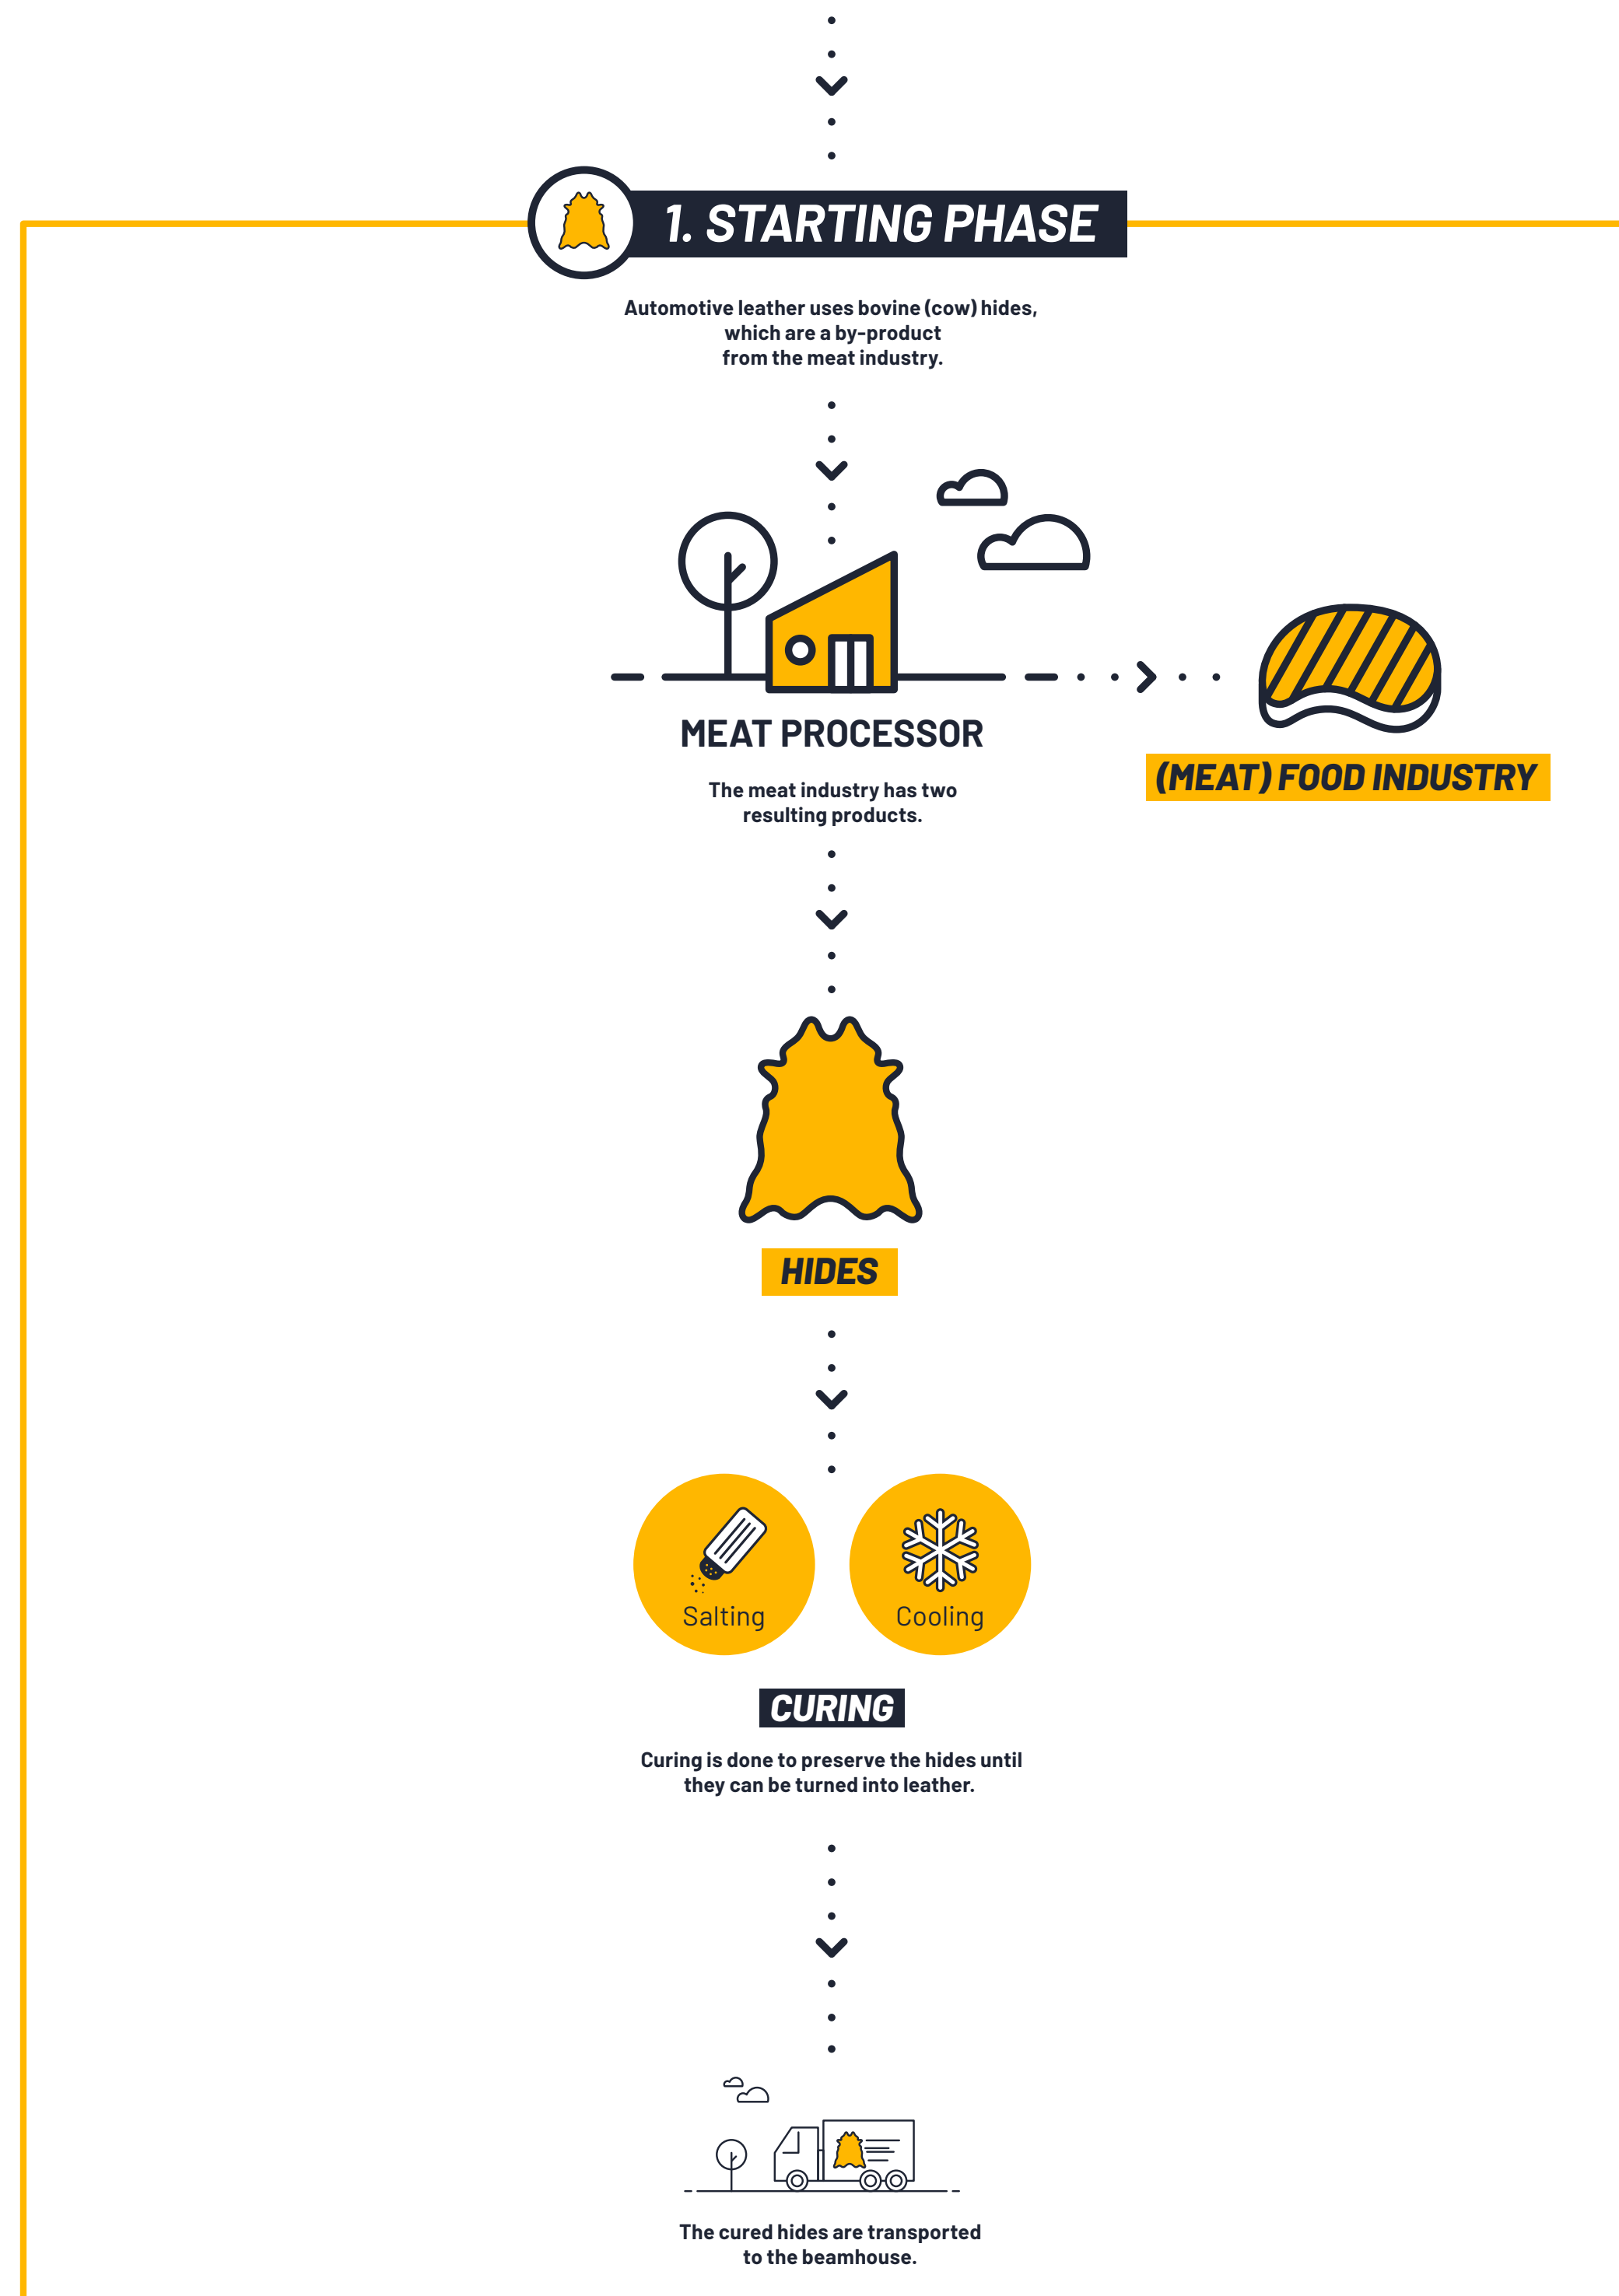 1. STARTING PHASE
Automotive leather uses bovine (cow) hides,
which are a by-product
from the meat industry.
MEAT PROCESSOR
(MEAT) FOOD INDUSTRY
The meat industry has two
resulting products.
HIDES
Salting
Cooling
CURING
Curing is done to preserve the hides until
they can be turned into leather.
The cured hides are transported
to the beamhouse.